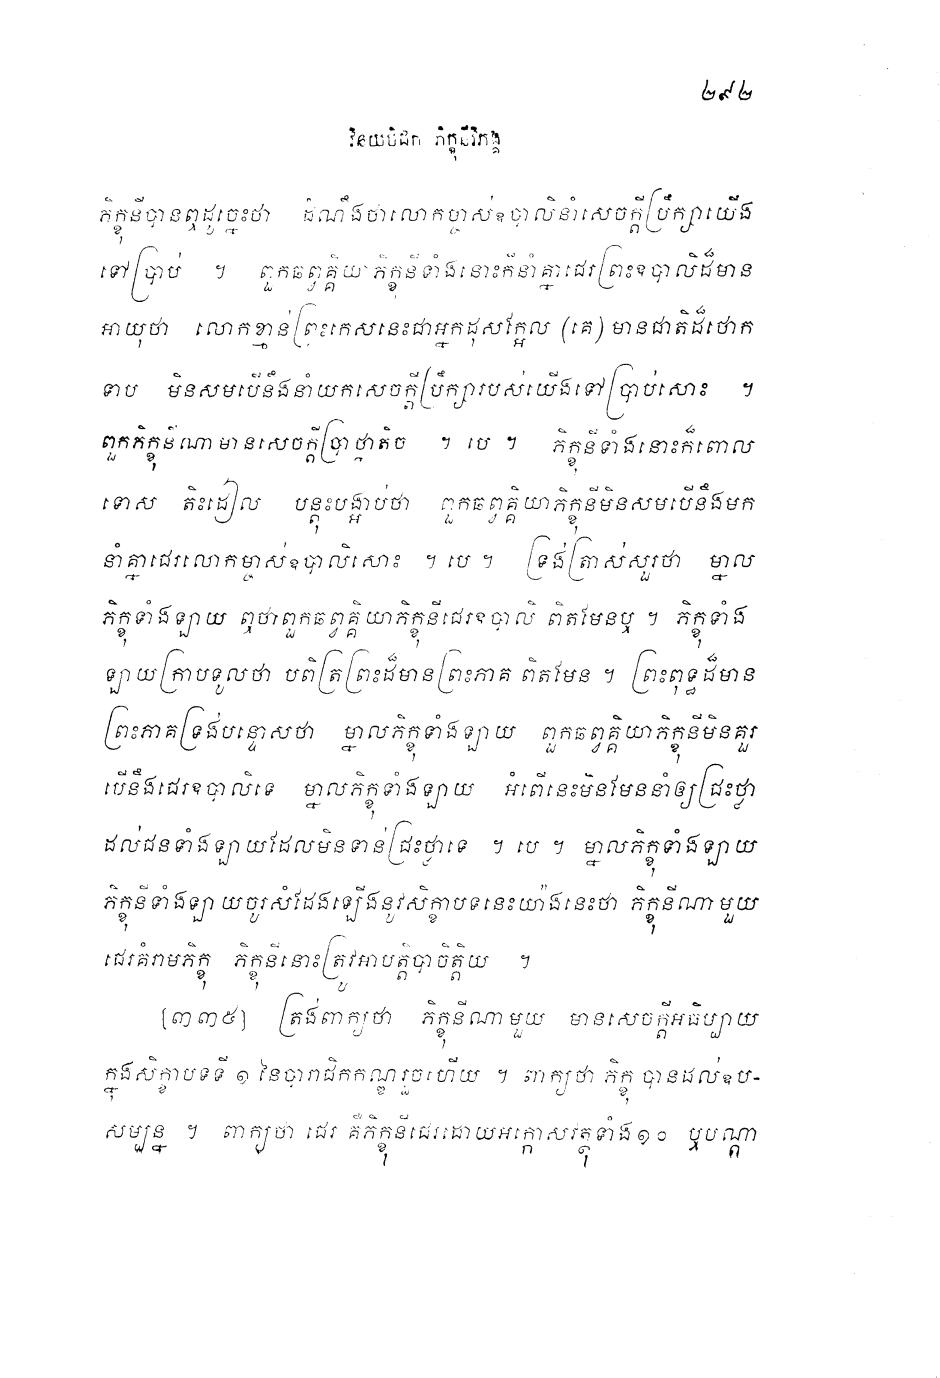 ២៩២
វិនយបិដក ភិក្ខុនីវិភង្គ
ភិក្ខុនីបានឮដូច្នេះថា ដំណឹងថាលោកម្ចាស់ឧបាលិនាំសេចក្តីប្រឹក្សាយើង
ទៅប្រាប់ ។ ពួកឆព្វគ្គិយាភិក្ខុនីទាំងនោះក៏នាំគ្នាជេរព្រះឧបាលិដ៏មាន
អាយុថា លោកខ្មាន់ព្រះកេសនេះជាអ្នកដុសក្អែល (គេ) មានជាតិដ៏ថោក
ទាប មិនសមបើនឹងនាំយកសេចក្តីប្រឹក្សារបស់យើងទៅប្រាប់សោះ ។
ពួកភិក្ខុនីណាមានសេចក្តីប្រាថ្នាតិច ។ បេ ។ ភិក្ខុនីទាំងនោះក៏ពោល
ទោស តិះដៀល បន្តុះបង្អាប់ថា ពួកឆព្វគ្គិយាភិក្ខុនីមិនសមបើនឹងមក
នាំគ្នាជេរលោកម្ចាស់ឧបាលិសោះ ។ បេ ។ ទ្រង់ត្រាស់សួរថា ម្នាល
ភិក្ខុទាំងឡាយ ឮថាពួកឆព្វគ្គិយាភិក្ខុនីជេរឧបាលិ ពិតមែនឬ ។ ភិក្ខុទាំង
ឡាយក្រាបទូលថា បពិត្រព្រះដ៏មានព្រះភាគ ពិតមែន ។ ព្រះពុទ្ធដ៏មាន
ព្រះភាគទ្រង់បន្ទោសថា ម្នាលភិក្ខុទាំងឡាយ ពួកឆព្វគ្គិយាភិក្ខុនីមិនគួរ
បើនឹងជេរឧបាលិទេ ម្នាលភិក្ខុទាំងឡាយ អំពើនេះមិនមែននាំឲ្យជ្រះថ្លា
ដល់ជនទាំងឡាយដែលមិនទាន់ជ្រះថ្លាទេ ។ បេ ។ ម្នាលភិក្ខុទាំងឡាយ
ភិក្ខុនីទាំងឡាយចូរសំដែងឡើងនូវសិក្ខាបទនេះយ៉ាងនេះថា ភិក្ខុនីណាមួយ
ជេរគំរាមភិក្ខុ ភិក្ខុនីនោះត្រូវអាបត្តិបាចិត្តិយ ។
[៣៣៥] ត្រង់ពាក្យថា ភិក្ខុនីណាមួយ មានសេចក្តីអធិប្បាយ
ក្នុងសិក្ខាបទទី ១ នៃបារាជិកកណ្ឌរួចហើយ ។ ពាក្យថា ភិក្ខុ បានដល់ឧប-
សម្បន្ន ។ ពាក្យថា ជេរ គឺភិក្ខុនីជេរដោយអក្កោសវត្ថុទាំង១០ ឬបណ្តា